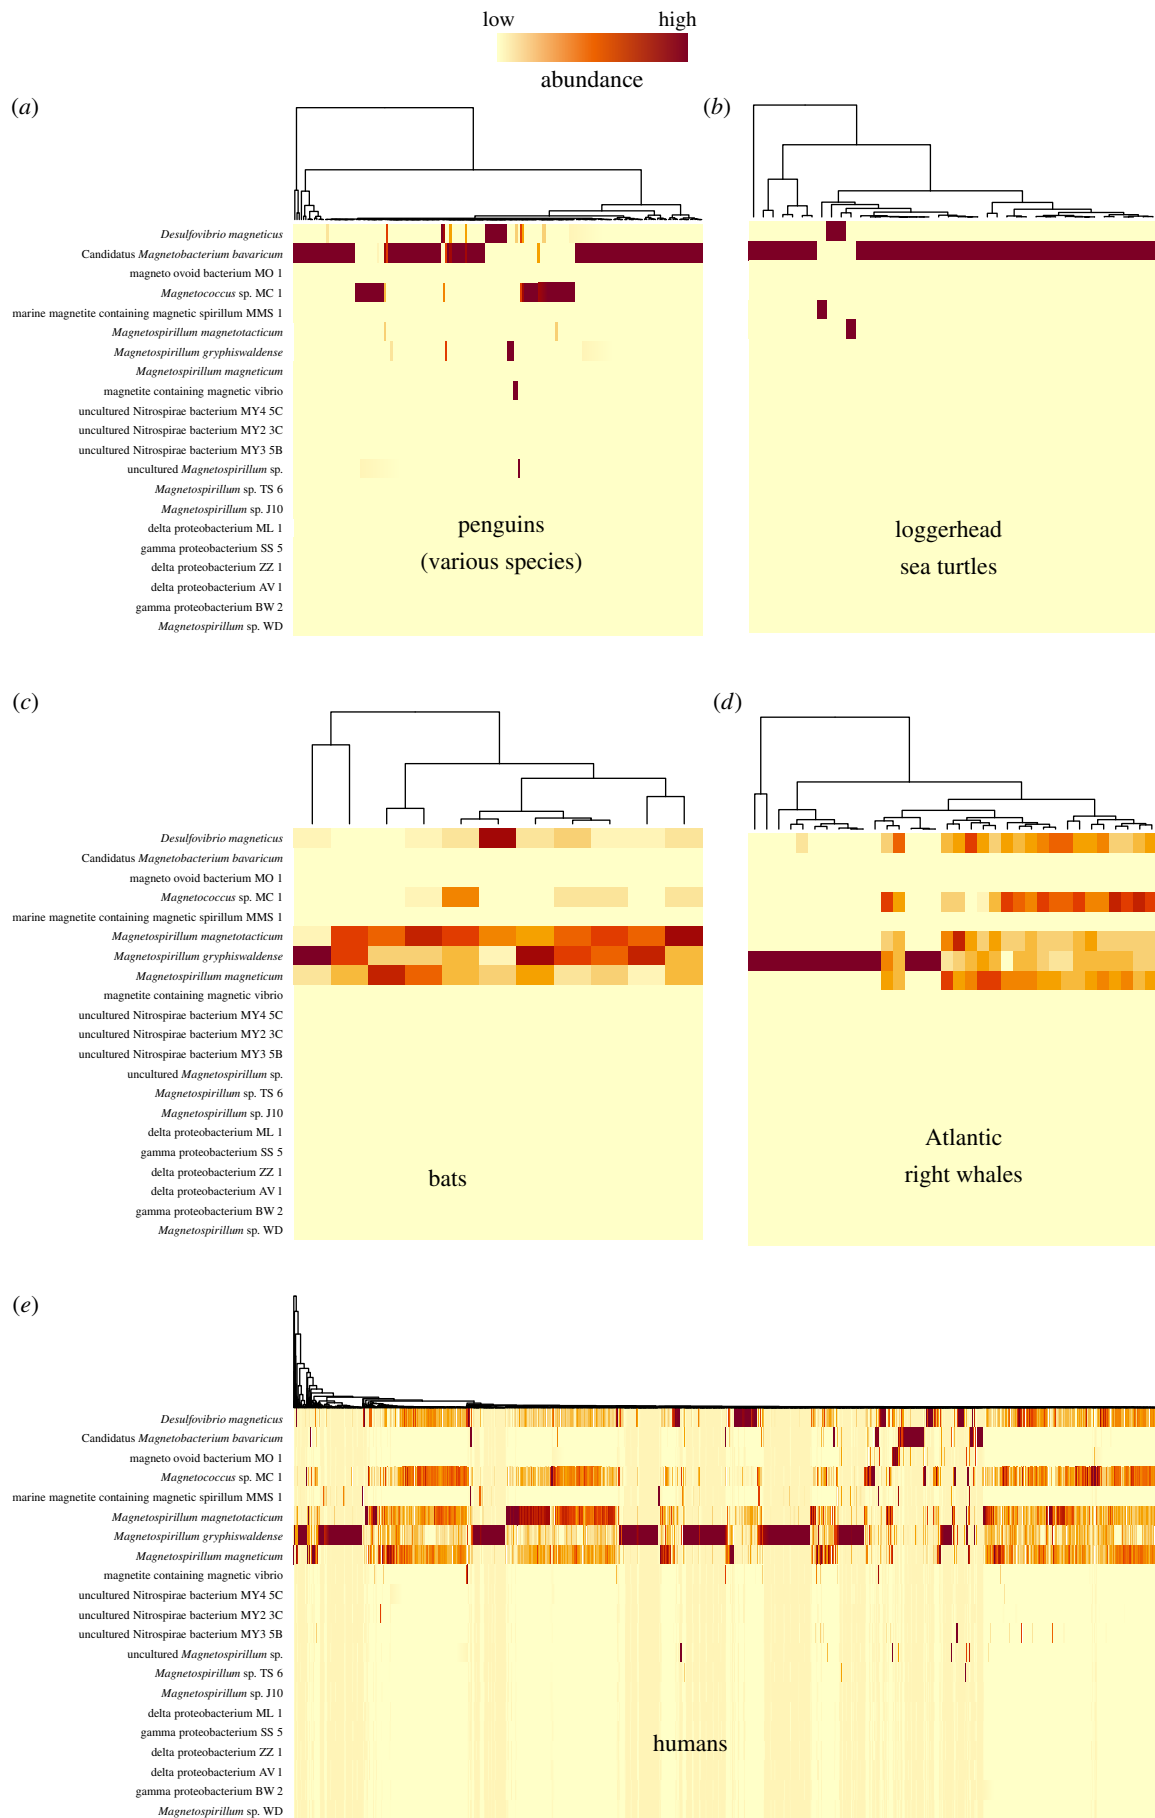 low high
abundance
(a) (b)
Desulfovibrio magneticus
Candidatus Magnetobacterium bavaricum
magneto ovoid bacterium MO 1
Magnetococcus sp. MC 1
marine magnetite containing magnetic spirillum MMS 1
Magnetospirillum magnetotacticum
Magnetospirillum gryphiswaldense
Magnetospirillum magneticum
magnetite containing magnetic vibrio
uncultured Nitrospirae bacterium MY4 5C
uncultured Nitrospirae bacterium MY2 3C
uncultured Nitrospirae bacterium MY3 5B
uncultured Magnetospirillum sp.
Magnetospirillum sp. TS 6
Magnetospirillum sp. J10
delta proteobacterium ML 1
gamma proteobacterium SS 5
delta proteobacterium ZZ 1
delta proteobacterium AV 1
gamma proteobacterium BW 2
Magnetospirillum sp. WD
penguins
(various species)
loggerhead
sea turtles
(c) (d)
Desulfovibrio magneticus
Candidatus Magnetobacterium bavaricum
magneto ovoid bacterium MO 1
Magnetococcus sp. MC 1
marine magnetite containing magnetic spirillum MMS 1
Magnetospirillum magnetotacticum
Magnetospirillum gryphiswaldense
Magnetospirillum magneticum
magnetite containing magnetic vibrio
uncultured Nitrospirae bacterium MY4 5C
uncultured Nitrospirae bacterium MY2 3C
uncultured Nitrospirae bacterium MY3 5B
uncultured Magnetospirillum sp.
Magnetospirillum sp. TS 6
Magnetospirillum sp. J10
delta proteobacterium ML 1
gamma proteobacterium SS 5
delta proteobacterium ZZ 1
delta proteobacterium AV 1
gamma proteobacterium BW 2
Magnetospirillum sp. WD
bats
Atlantic
right whales
(e)
Desulfovibrio magneticus
Candidatus Magnetobacterium bavaricum
magneto ovoid bacterium MO 1
Magnetococcus sp. MC 1
marine magnetite containing magnetic spirillum MMS 1
Magnetospirillum magnetotacticum
Magnetospirillum gryphiswaldense
Magnetospirillum magneticum
magnetite containing magnetic vibrio
uncultured Nitrospirae bacterium MY4 5C
uncultured Nitrospirae bacterium MY2 3C
uncultured Nitrospirae bacterium MY3 5B
uncultured Magnetospirillum sp.
Magnetospirillum sp. TS 6
Magnetospirillum sp. J10
delta proteobacterium ML 1
gamma proteobacterium SS 5
delta proteobacterium ZZ 1
delta proteobacterium AV 1
gamma proteobacterium BW 2
Magnetospirillum sp. WD
humans